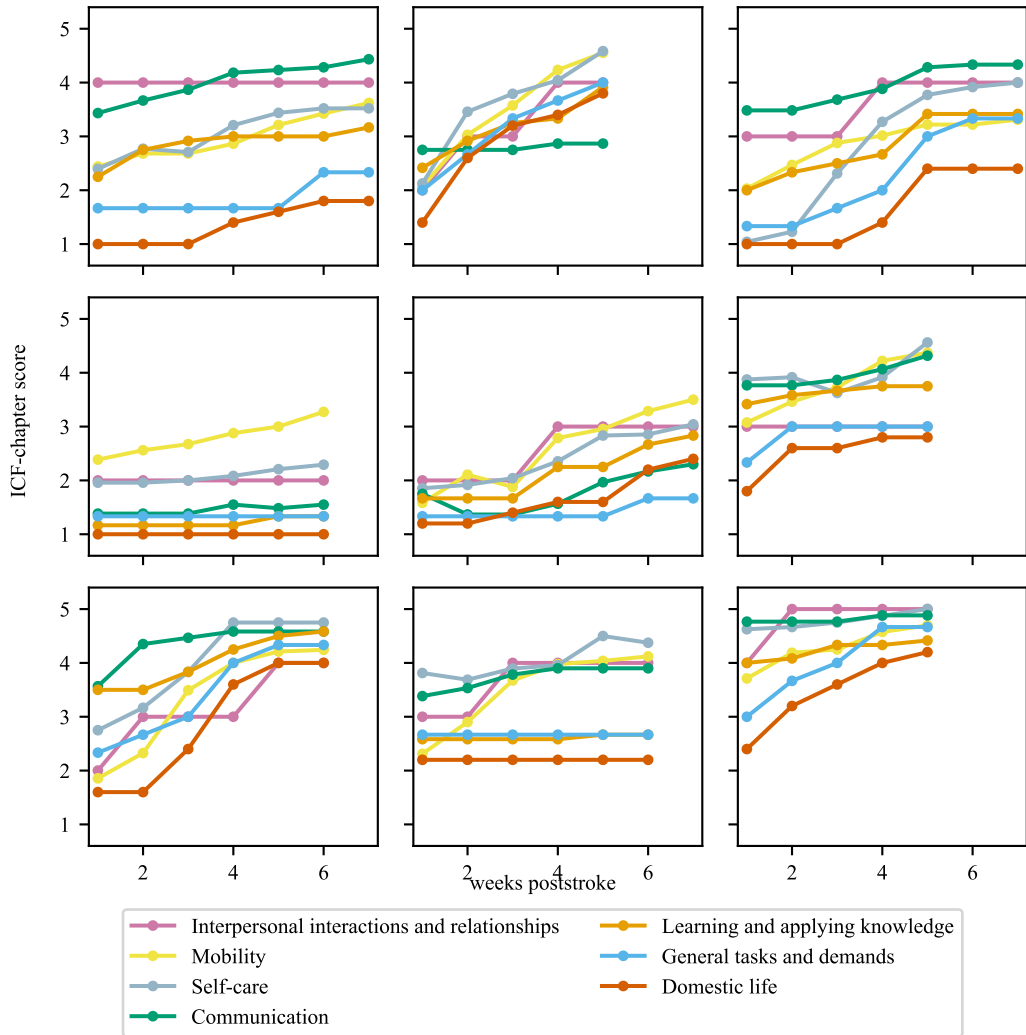 5
4
3
2
1
ICF-chapter score
5
4
3
2
1
5
4
3
2
1
2 4 6 2 4 6 2 4 6
weeks poststroke
Interpersonal interactions and relationships
Mobility
Self-care
Communication
Learning and applying knowledge
General tasks and demands
Domestic life